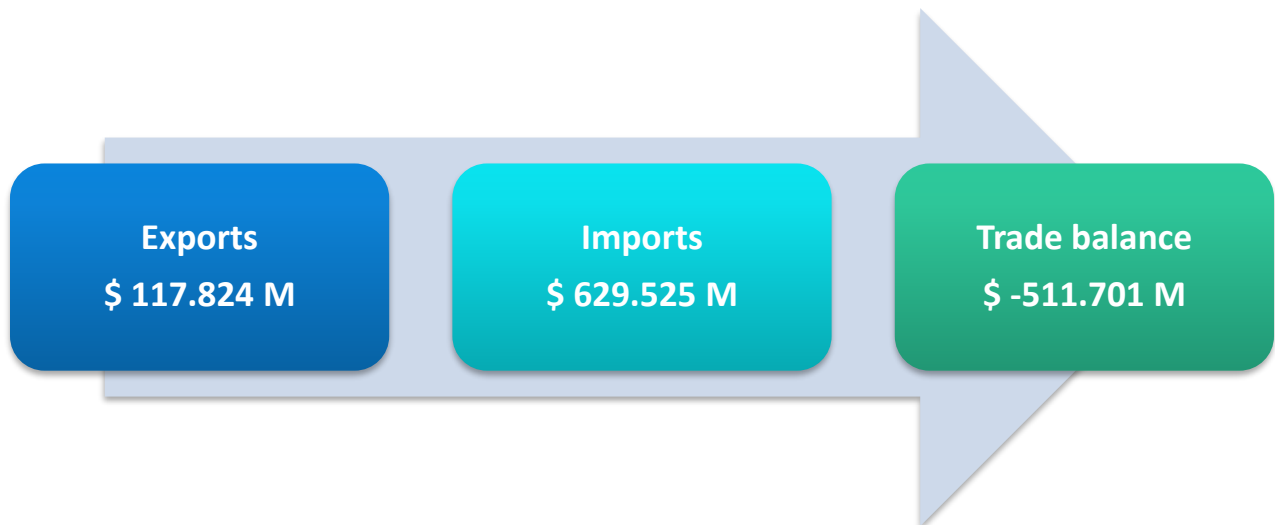 Exports
$ 117.824 M
Imports
$ 629.525 M
Trade balance
$ -511.701 M